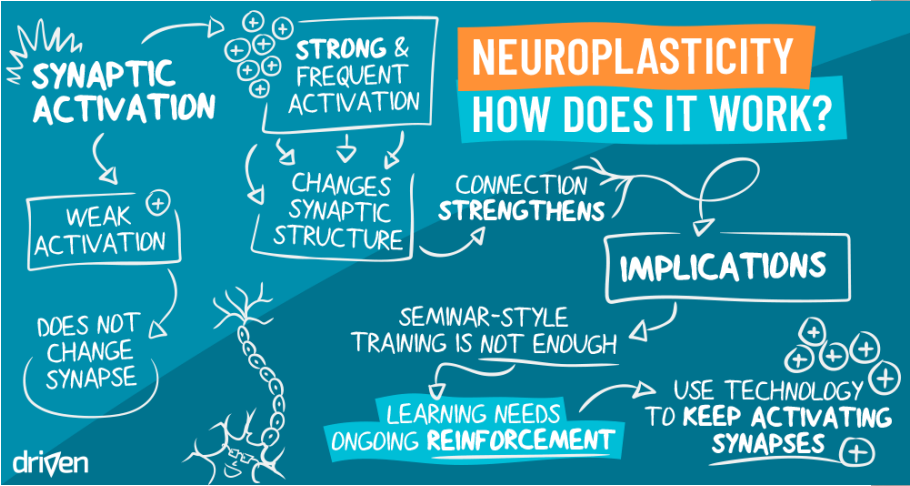 SYNAPTIC
ACTIVATION
STRONG &
FREQUENT
ACTIVATION
NEUROPLASTICITY
HOW DOES IT WORK?
WEAK
ACTIVATION
DOES NOT
CHANGE
SYNAPSE
CHANGES
SYNAPTIC
STRUCTURE
CONNECTION
STRENGTHENS
IMPLICATIONS
SEMINAR-STYLE
TRAINING IS NOT ENOUGH
LEARNING NEEDS
ONGOING REINFORCEMENT
USE TECHNOLOGY
TO KEEP ACTIVATING
SYNAPSES
driven